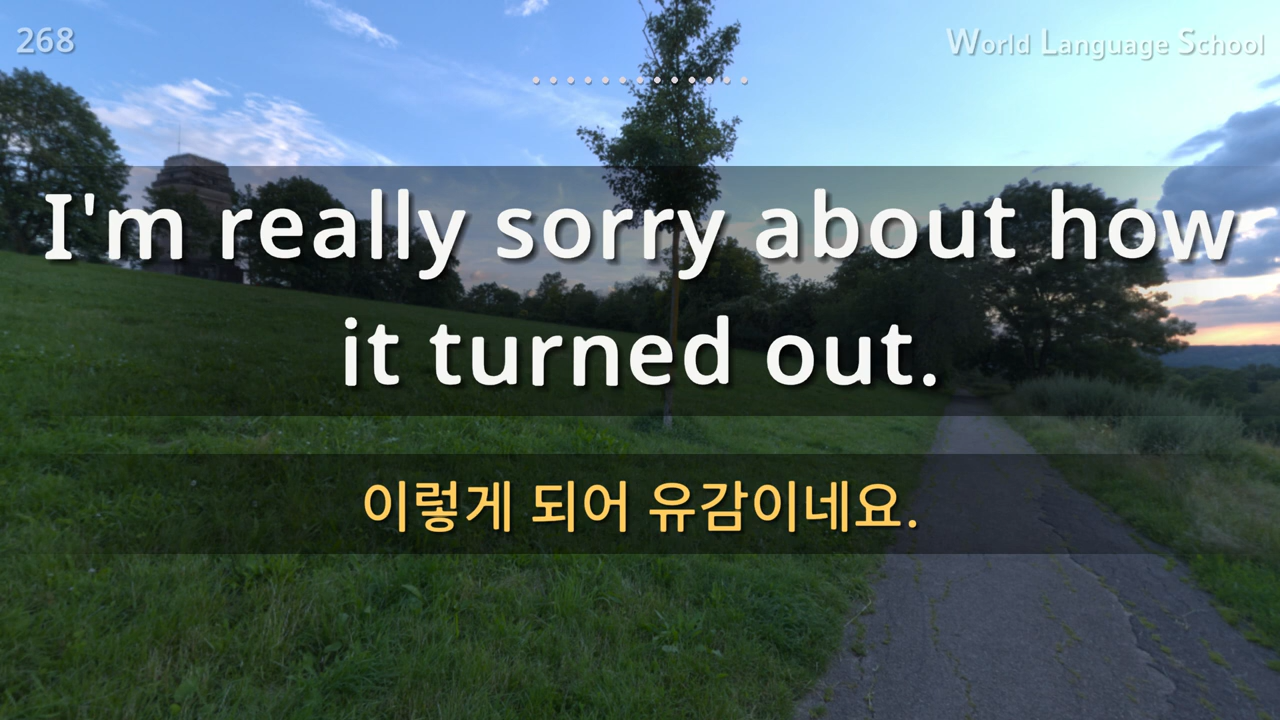 268
World Language School
I'm really sorry about how
it turned out.
이렇게 되어 유감이네요.